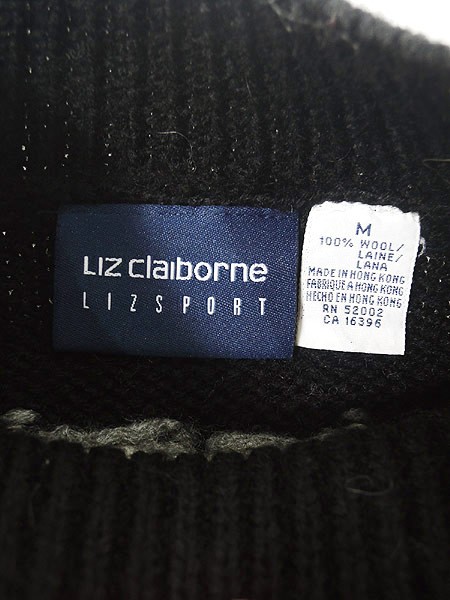 Liz claiborne
LIZSPORT
M
100% WOOL/
LAINE/
LANA
MADE IN HONG KONG
FABRIQUE A HONG KONG
HECHO EN HONG KONG
RN 52002
CA 16396